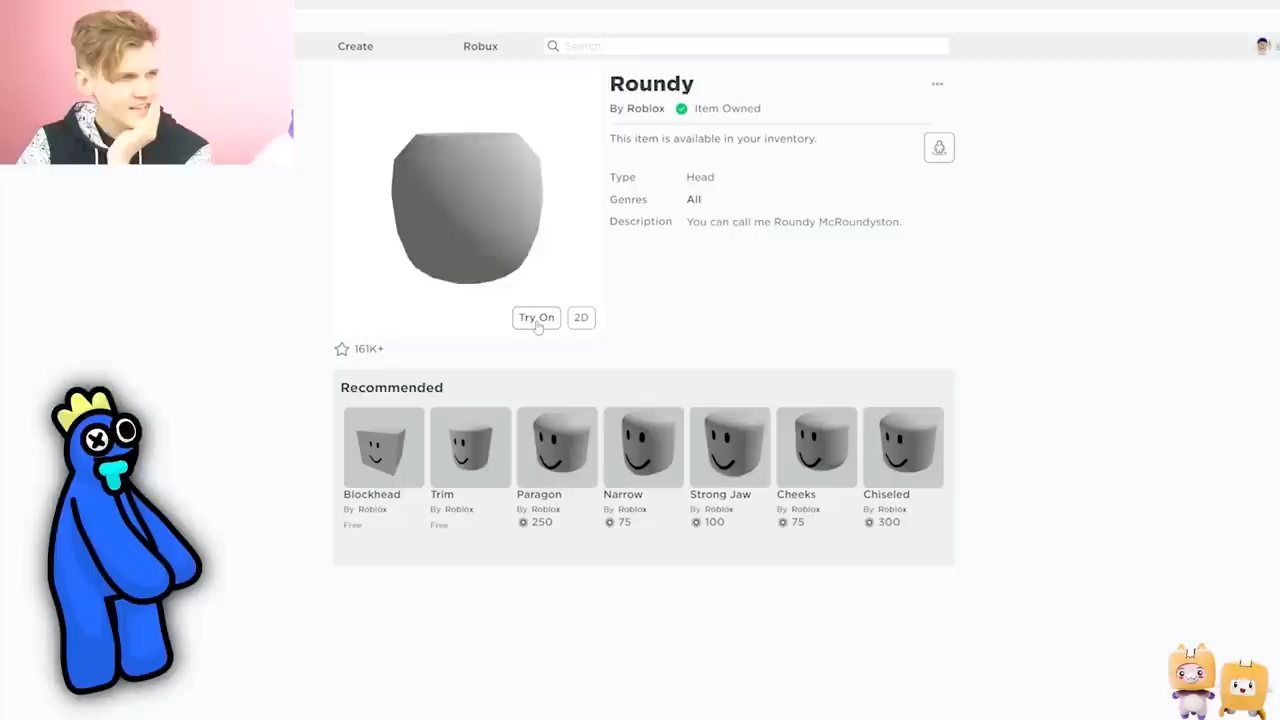 Create Robux Search
Roundy
By Roblox Item Owned
This item is available in your inventory.
Type Head
Genres All
Description You can call me Roundy McRoundyston.
Try On 2D
161K+
Recommended
Blockhead Trim Paragon Narrow Strong Jaw Cheeks Chiseled
By Roblox By Roblox By Roblox By Roblox By Roblox By Roblox By Roblox
Free Free 250 75 100 75 300